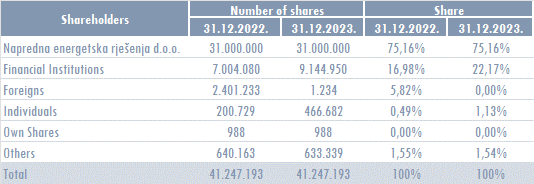 Shareholders Number of shares Share
31.12.2022. 31.12.2023. 31.12.2022. 31.12.2023.
Napredna energetska rješenja d.o.o. 31.000.000 31.000.000 75,16% 75,16%
Financial Institutions 7.004.080 9.144.950 16,98% 22,17%
Foreigns 2.401.233 1.234 5,82% 0,00%
Individuals 200.729 466.682 0,49% 1,13%
Own Shares 988 988 0,00% 0,00%
Others 640.163 633.339 1,55% 1,54%
Total 41.247.193 41.247.193 100% 100%